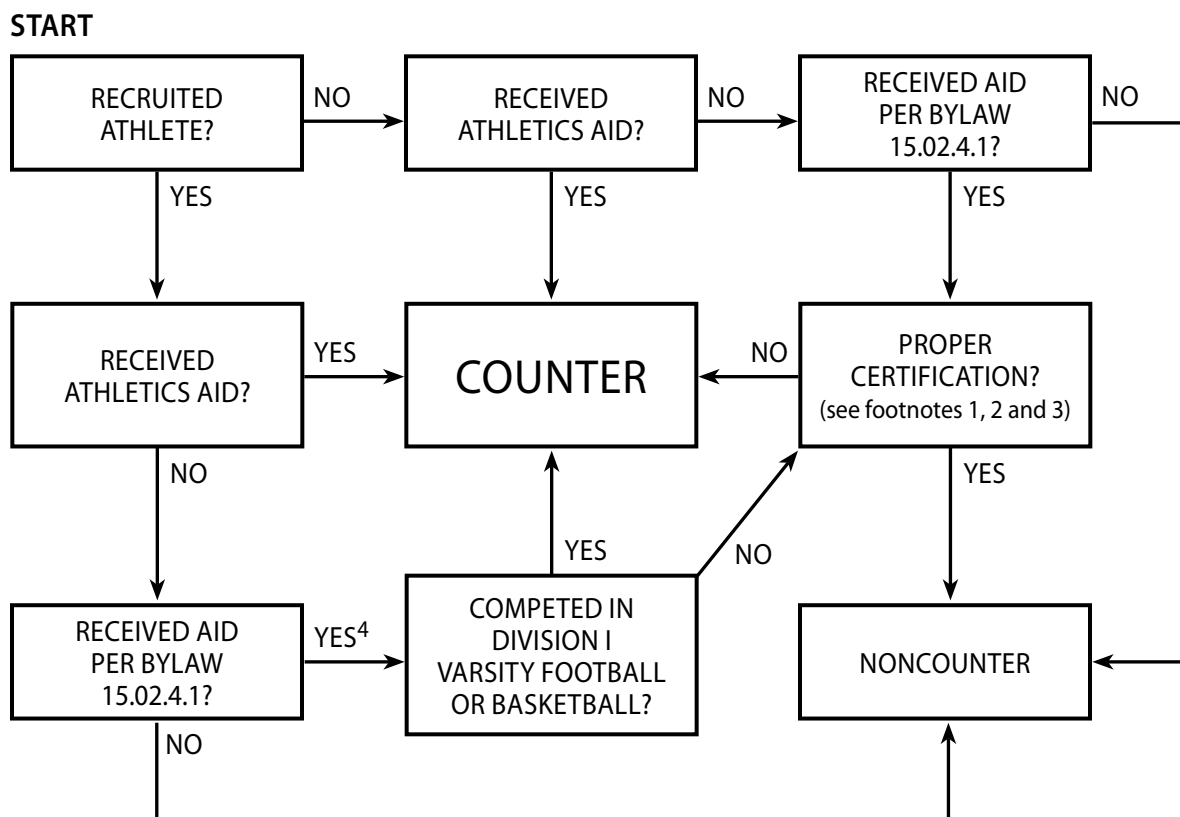 START
RECRUITED
ATHLETE?
NO
RECEIVED
ATHLETICS AID?
NO
RECEIVED AID
PER BYLAW
15.02.4.1?
NO
YES
YES
YES
RECEIVED
ATHLETICS AID?
YES
COUNTER
NO
PROPER
CERTIFICATION?
(see footnotes 1, 2 and 3)
NO
YES
NO
YES
RECEIVED AID
PER BYLAW
15.02.4.1?
YES⁴
COMPETED IN
DIVISION I
VARSITY FOOTBALL
OR BASKETBALL?
NONCOUNTER
NO